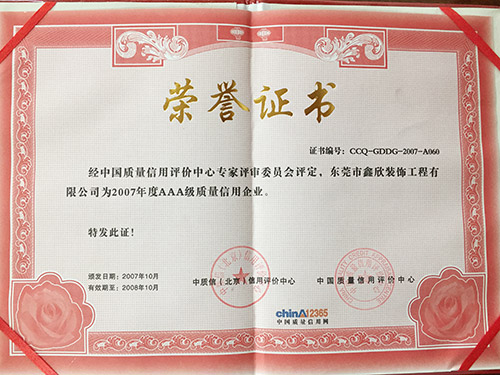 荣誉证书
证书编号：CCQ-GDDG-2007-A060
经中国质量信用评价中心专家评审委员会评定，东莞市鑫欣装饰工程有
限公司为2007年度AAA级质量信用企业。
特发此证！
颁发日期：2007年10月
有效期至：2008年10月
中质信（北京）信用评价中心
中国质量信用评价中心
chinA12365
中国质量信用网